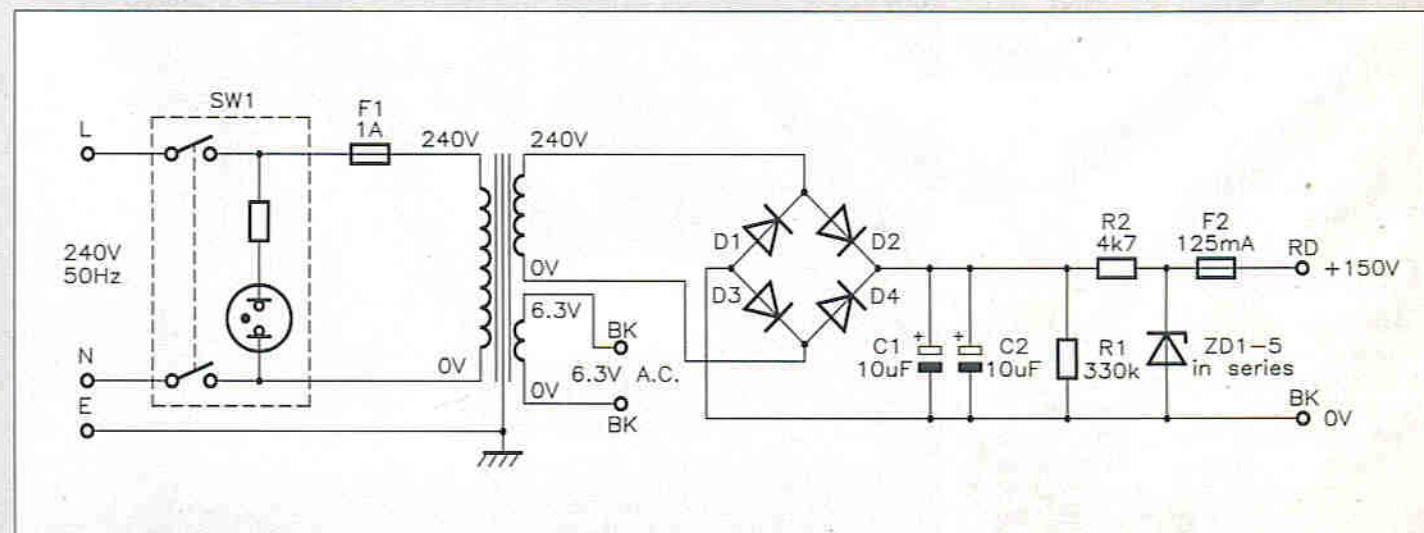 SW1
L
F1
1A
240V
240V
240V
50Hz
0V
6.3V
BK
N
0V
6.3V A.C.
0V
BK
E
D1
D2
D3
D4
C1
+
10uF
C2
+
10uF
R1
330k
R2
4k7
F2
125mA
RD
+150V
ZD1-5
in series
BK
0V